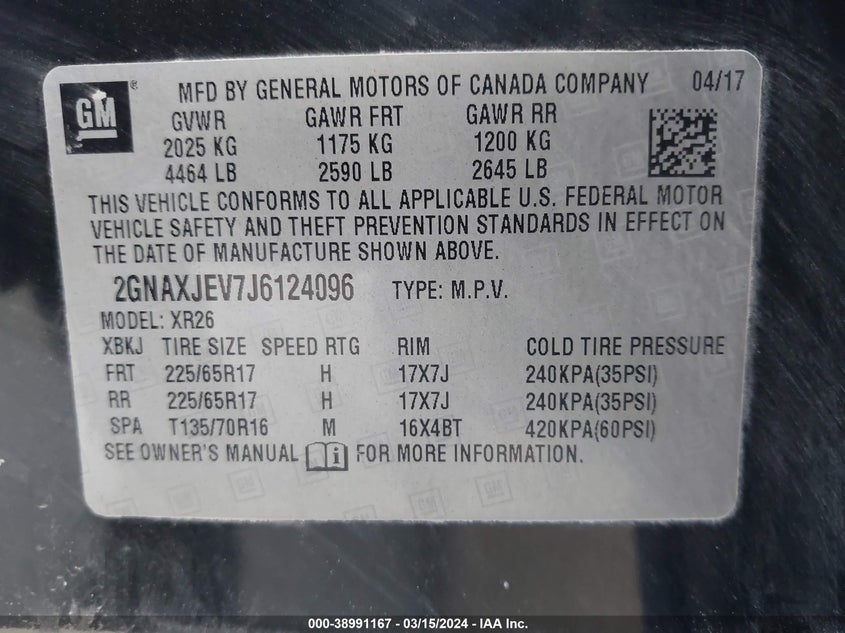 GM ® MFD BY GENERAL MOTORS OF CANADA COMPANY 04/17
GVWR GAWR FRT GAWR RR
2025 KG 1175 KG 1200 KG
4464 LB 2590 LB 2645 LB
THIS VEHICLE CONFORMS TO ALL APPLICABLE U.S. FEDERAL MOTOR
VEHICLE SAFETY AND THEFT PREVENTION STANDARDS IN EFFECT ON
THE DATE OF MANUFACTURE SHOWN ABOVE.
2GNAXJEV7J6124096 TYPE: M.P.V.
MODEL: XR26
XBKJ TIRE SIZE SPEED RTG RIM COLD TIRE PRESSURE
FRT 225/65R17 H 17X7J 240KPA(35PSI)
RR 225/65R17 H 17X7J 240KPA(35PSI)
SPA T135/70R16 M 16X4BT 420KPA(60PSI)
SEE OWNER'S MANUAL i FOR MORE INFORMATION.
000-38991167 - 03/15/2024 - IAA Inc.